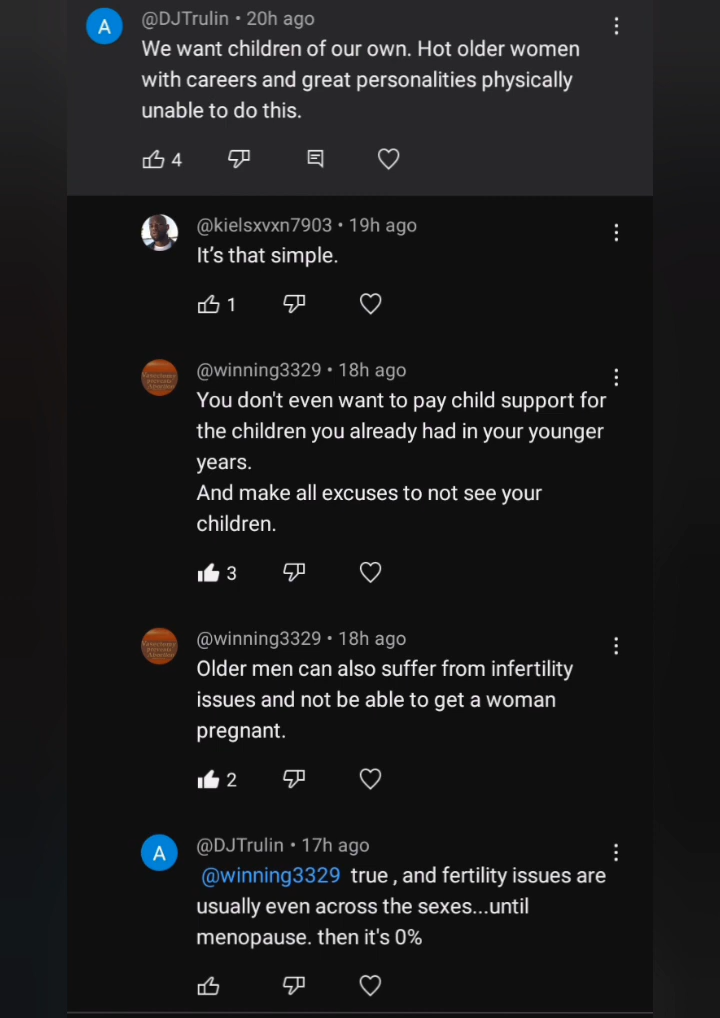 A
@DJTrulin • 20h ago
We want children of our own. Hot older women
with careers and great personalities physically
unable to do this.
4
@kielsxvxn7903 • 19h ago
It's that simple.
1
@winning3329 • 18h ago
You don't even want to pay child support for
the children you already had in your younger
years.
And make all excuses to not see your
children.
3
@winning3329 • 18h ago
Older men can also suffer from infertility
issues and not be able to get a woman
pregnant.
2
A
@DJTrulin • 17h ago
@winning3329 true , and fertility issues are
usually even across the sexes...until
menopause. then it's 0%